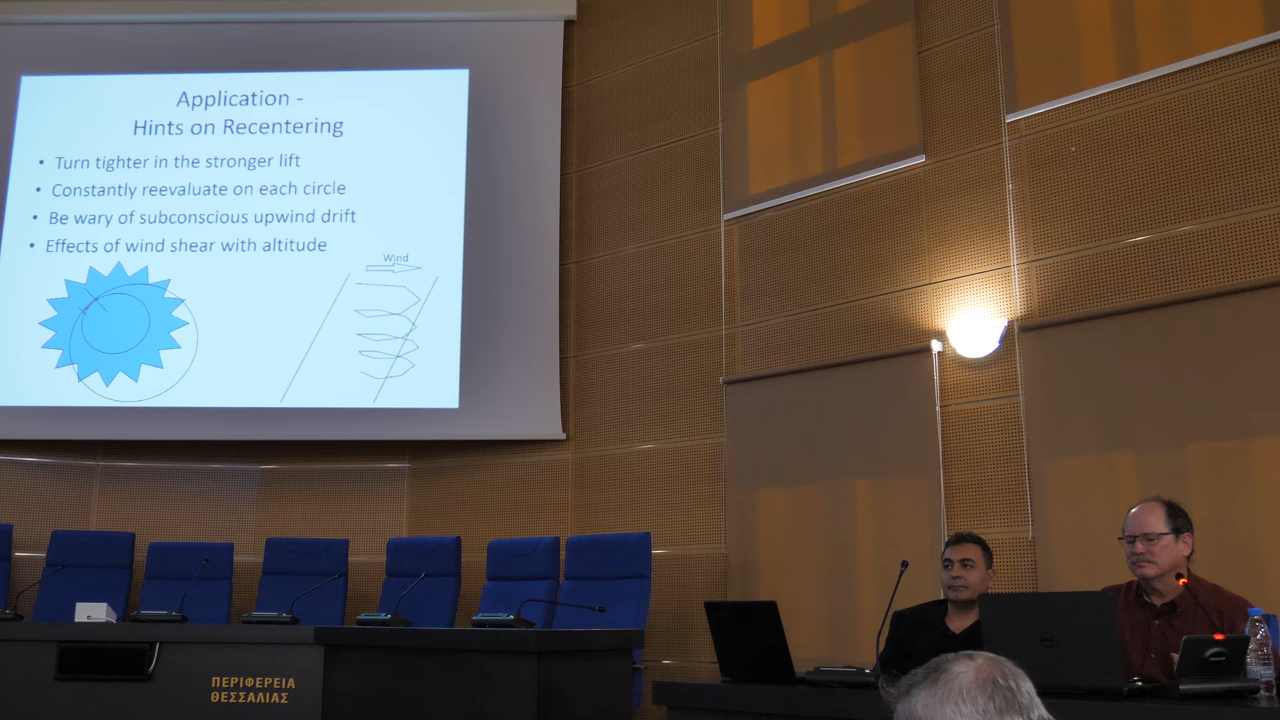 Application -
Hints on Recentering
• Turn tighter in the stronger lift
• Constantly reevaluate on each circle
• Be wary of subconscious upwind drift
• Effects of wind shear with altitude
Wind
ΠΕΡΙΦΕΡΕΙΑ
ΘΕΣΣΑΛΙΑΣ
DELL